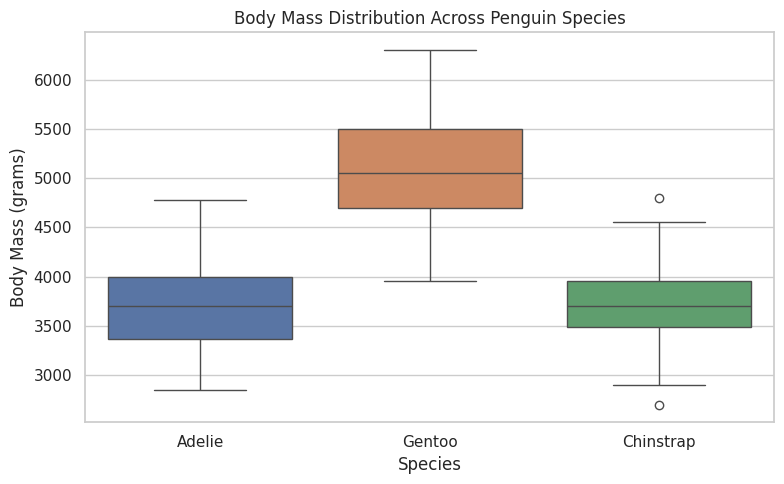 Body Mass Distribution Across Penguin Species
6000
5500
5000
4500
4000
3500
3000
Body Mass (grams)
Adelie
Gentoo
Chinstrap
Species